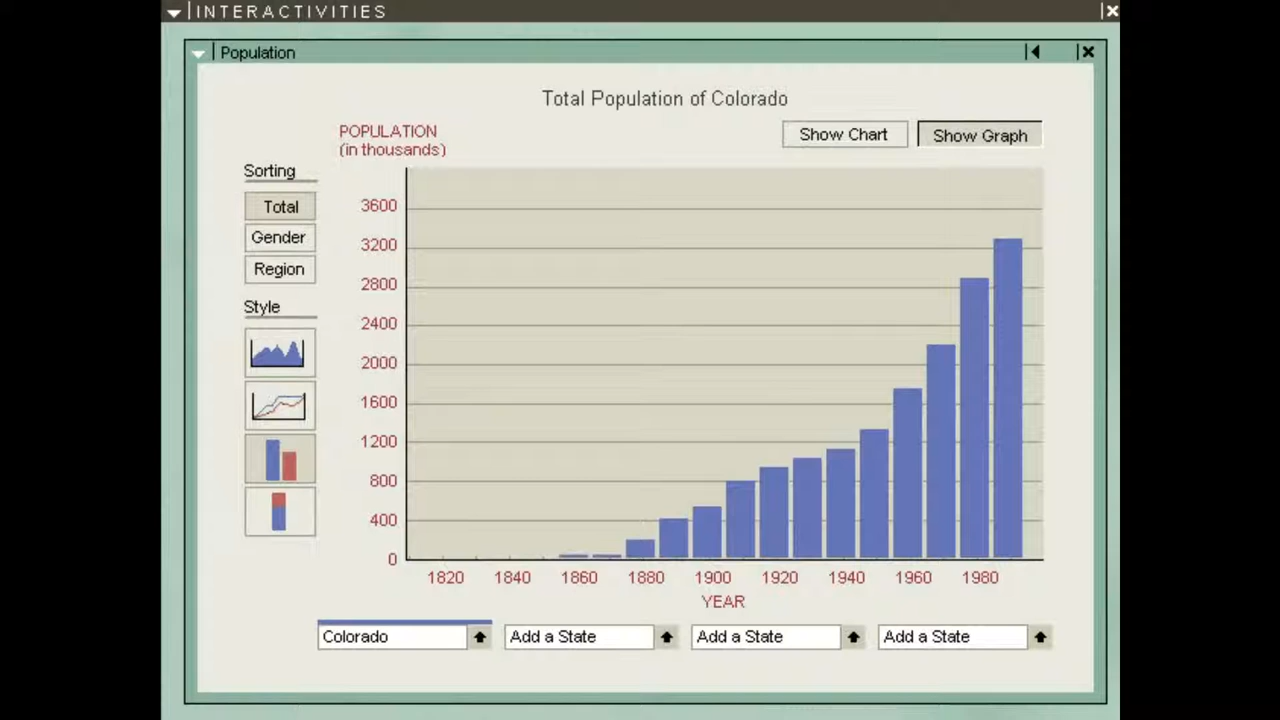 INTERACTIVITIES
Population
Total Population of Colorado
POPULATION
(in thousands)
Show Chart
Show Graph
Sorting
Total
Gender
Region
Style
3600
3200
2800
2400
2000
1600
1200
800
400
0
1820 1840 1860 1880 1900 1920 1940 1960 1980
YEAR
Colorado
Add a State
Add a State
Add a State